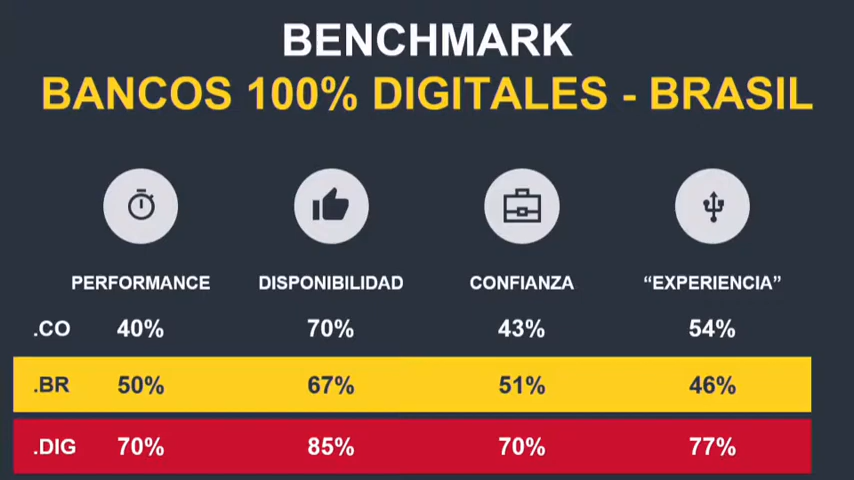 BENCHMARK
BANCOS 100% DIGITALES - BRASIL
PERFORMANCE DISPONIBILIDAD CONFIANZA “EXPERIENCIA”
.CO 40% 70% 43% 54%
.BR 50% 67% 51% 46%
.DIG 70% 85% 70% 77%